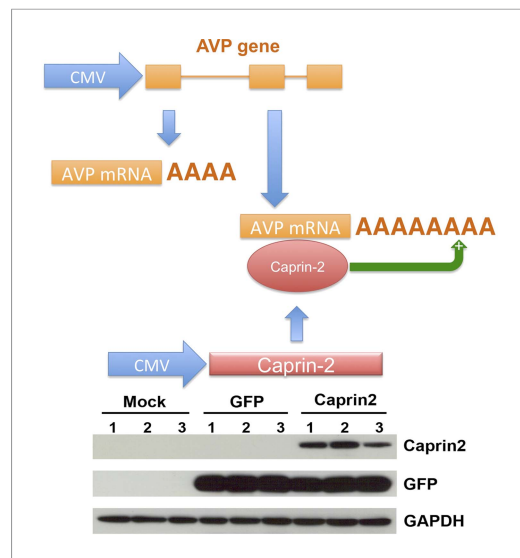 AVP gene
CMV
AVP mRNA AAAA
AVP mRNA AAAAAAAA
+
Caprin-2
CMV Caprin-2
Mock GFP Caprin2
1 2 3 1 2 3 1 2 3
Caprin2
GFP
GAPDH